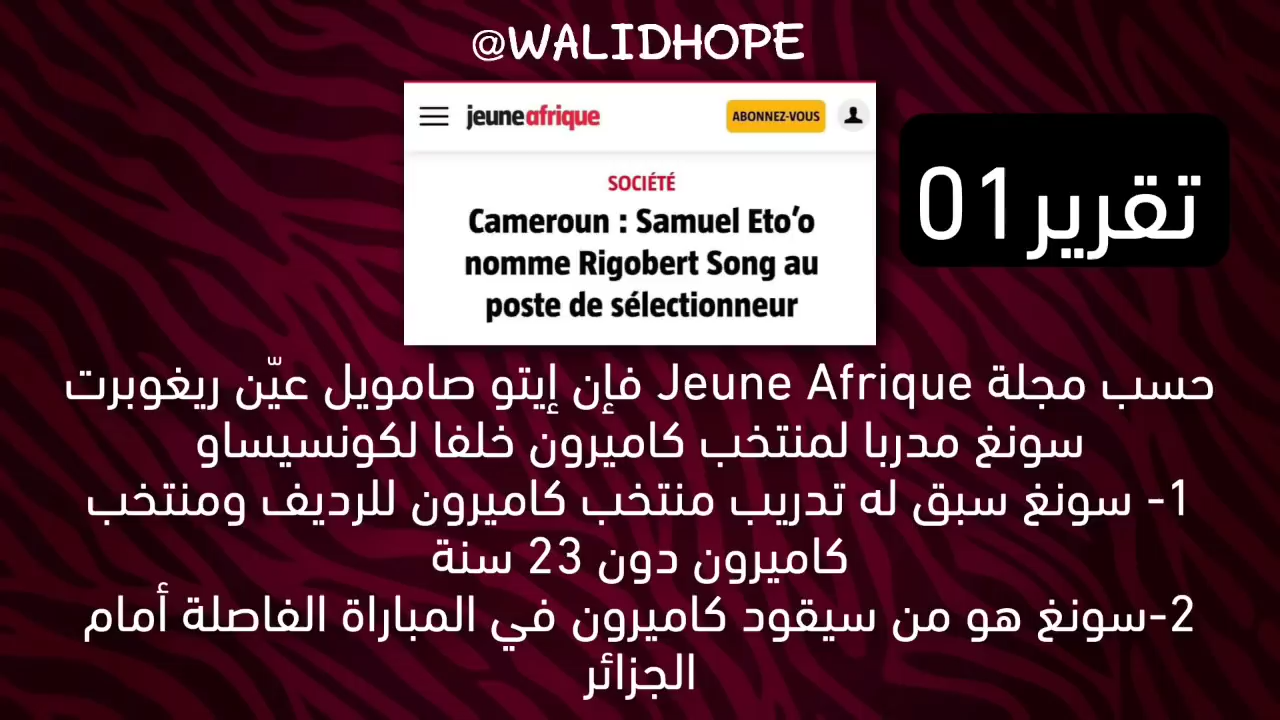 @WALIDHOPE
jeuneafrique
ABONNEZ-VOUS
SOCIÉTÉ
Cameroun : Samuel Eto’o
nomme Rigobert Song au
poste de sélectionneur
تقرير01
حسب مجلة Jeune Afrique فإن إيتو صامويل عيّن ريغوبرت
سونغ مدربا لمنتخب كاميرون خلفا لكونسيساو
1- سونغ سبق له تدريب منتخب كاميرون للرديف ومنتخب
كاميرون دون 23 سنة
2-سونغ هو من سيقود كاميرون في المباراة الفاصلة أمام
الجزائر